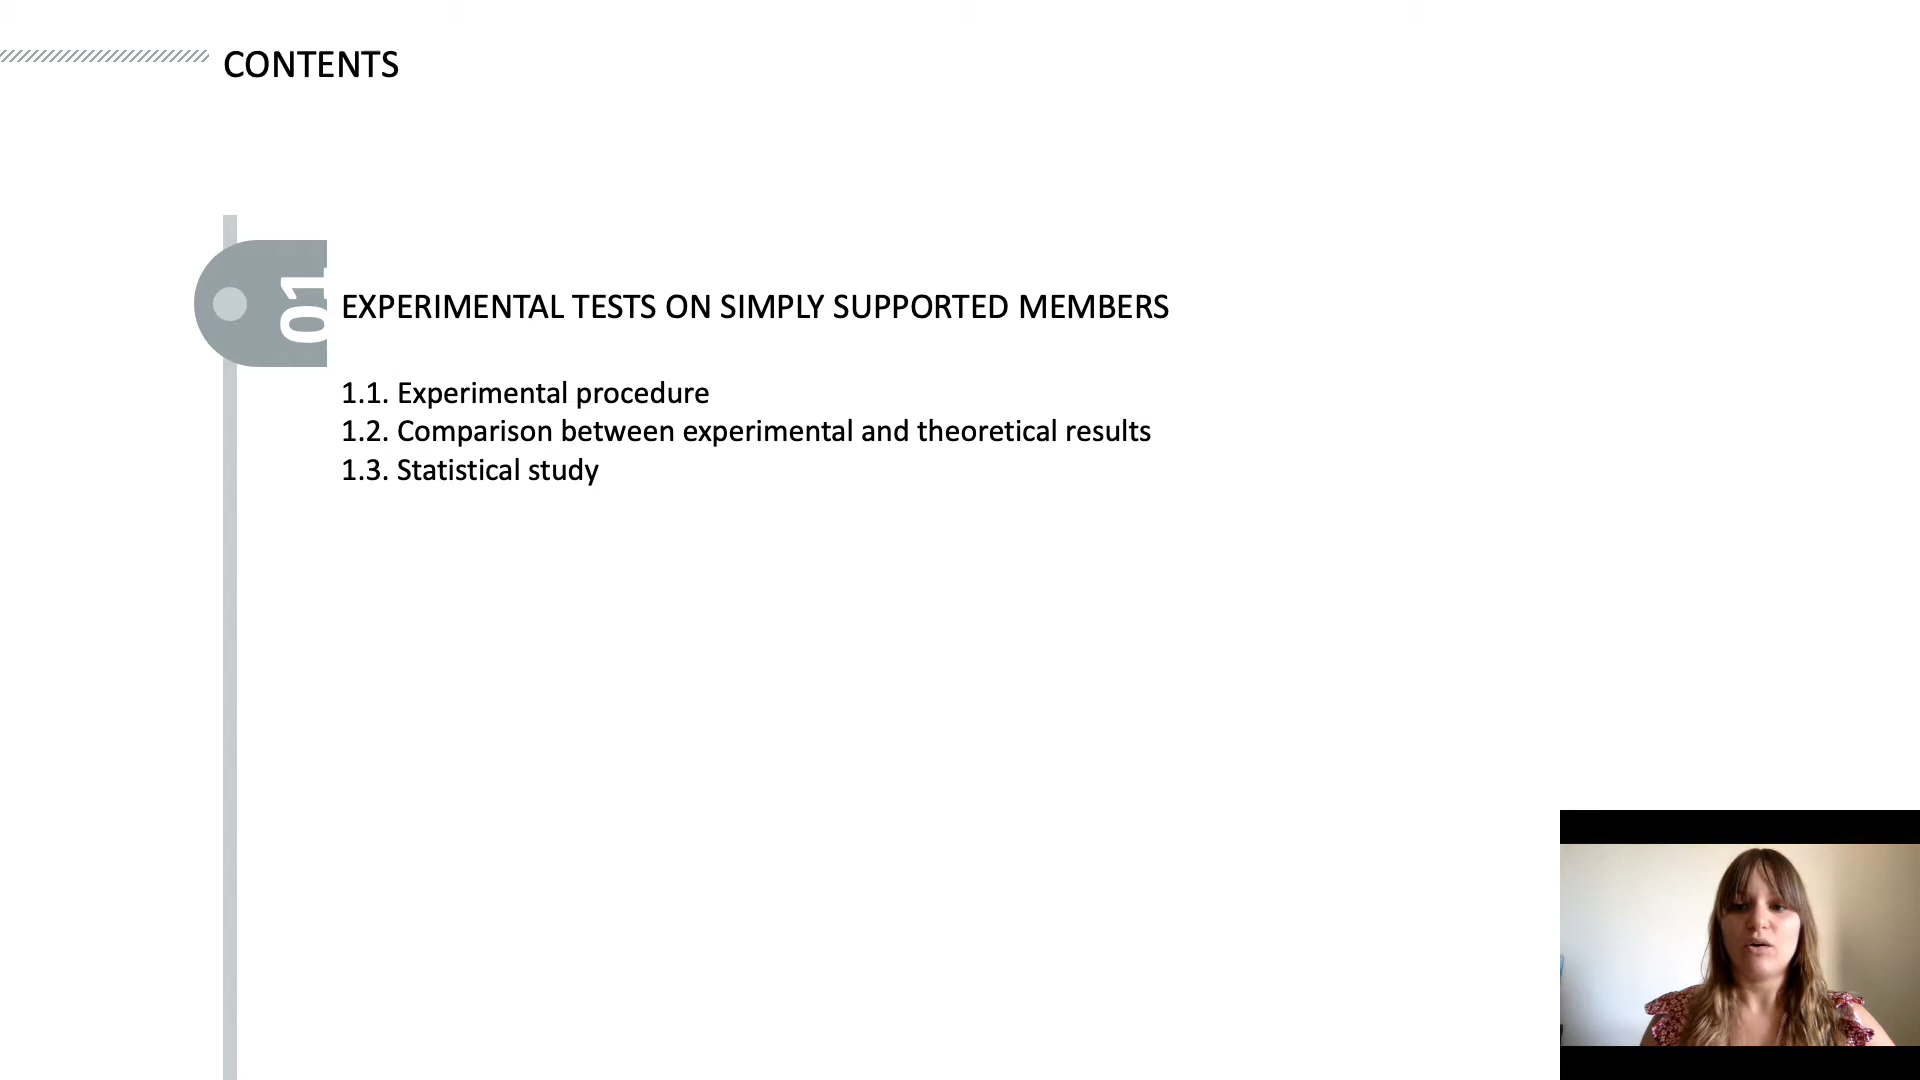 CONTENTS
01
EXPERIMENTAL TESTS ON SIMPLY SUPPORTED MEMBERS
1.1. Experimental procedure
1.2. Comparison between experimental and theoretical results
1.3. Statistical study